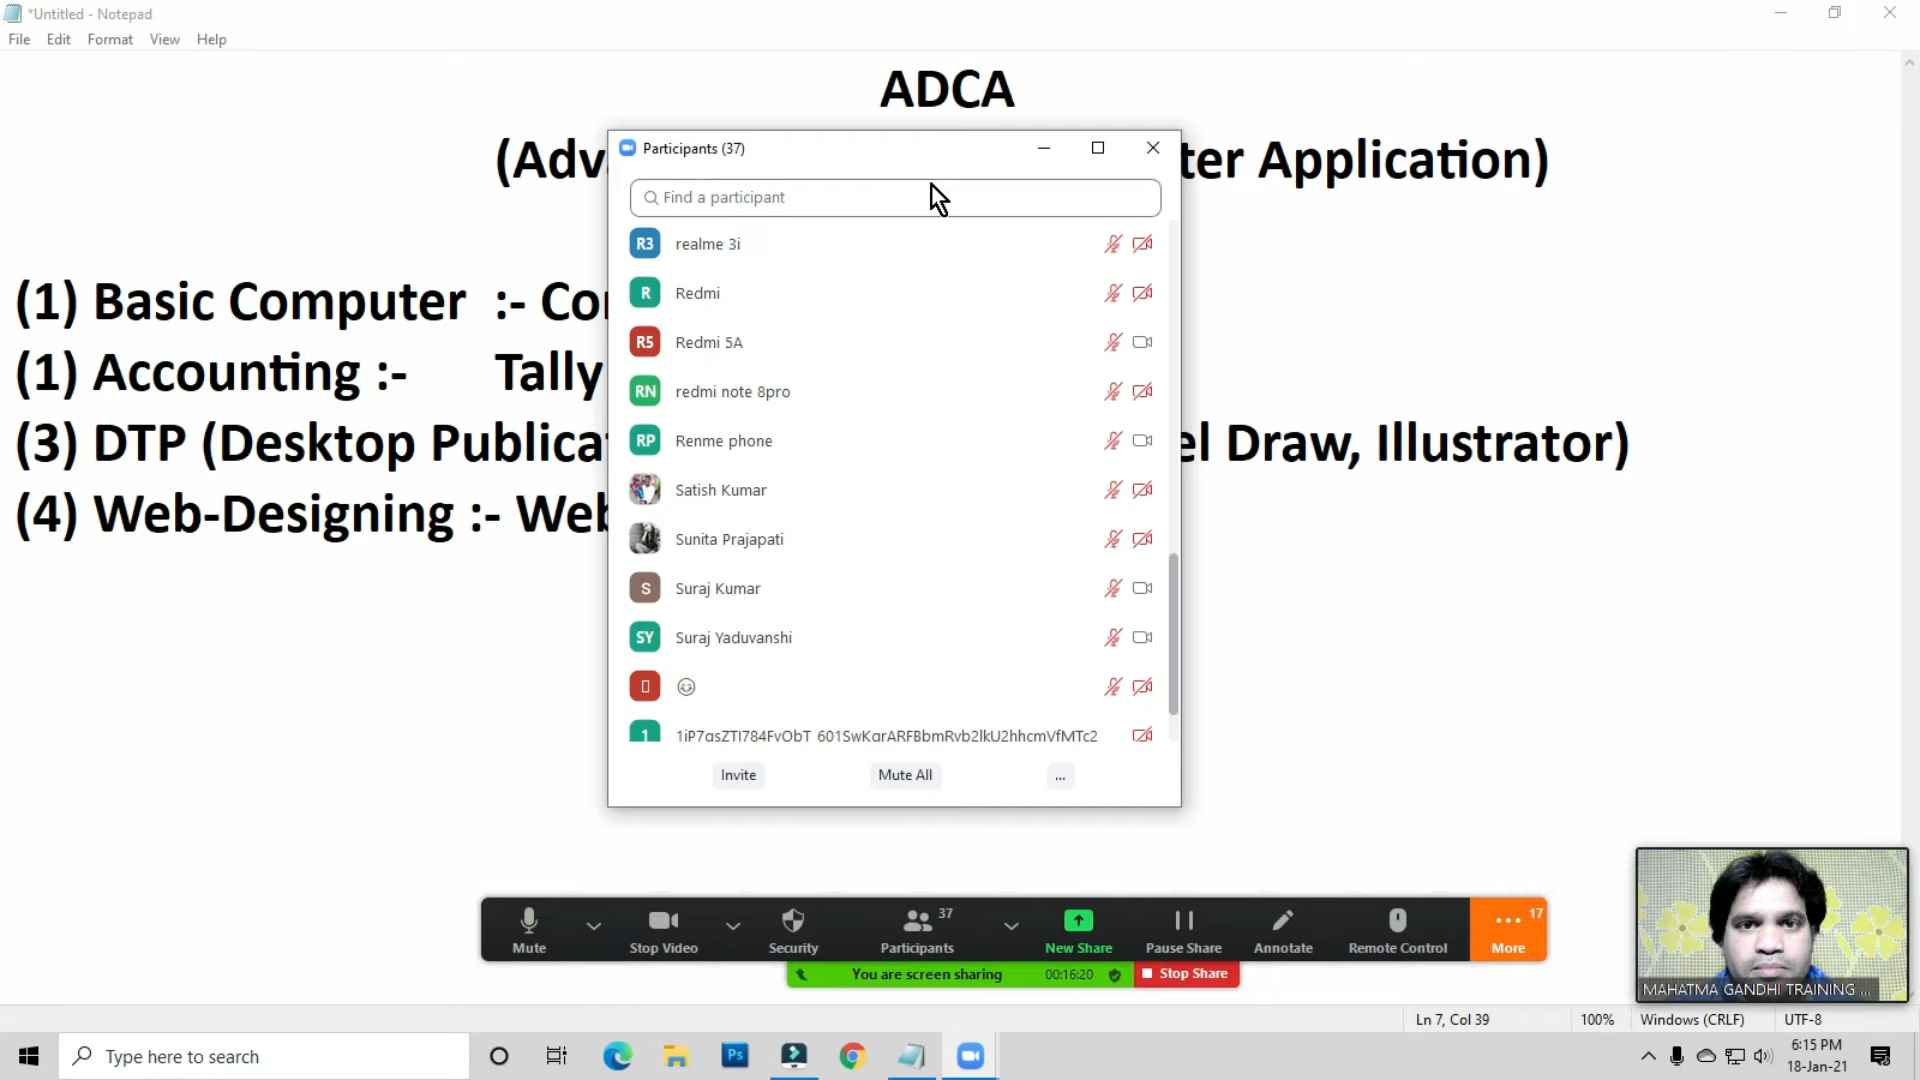 *Untitled - Notepad
File Edit Format View Help
ADCA
(Adv
ter Application)
(1) Basic Computer :- Co
(1) Accounting :- Tally
(3) DTP (Desktop Publica
el Draw, Illustrator)
(4) Web-Designing :- Web
Participants (37)
Find a participant
R3 realme 3i
R Redmi
R5 Redmi 5A
RN redmi note 8pro
RP Renme phone
Satish Kumar
Sunita Prajapati
S Suraj Kumar
SY Suraj Yaduvanshi
Invite Mute All ...
Mute Stop Video Security Participants 37 New Share Pause Share Annotate Remote Control More 17
You are screen sharing 00:16:20 Stop Share
MAHATMA GANDHI TRAINING ...
Ln 7, Col 39 100% Windows (CRLF) UTF-8
Type here to search
Ps
6:15 PM
18-Jan-21